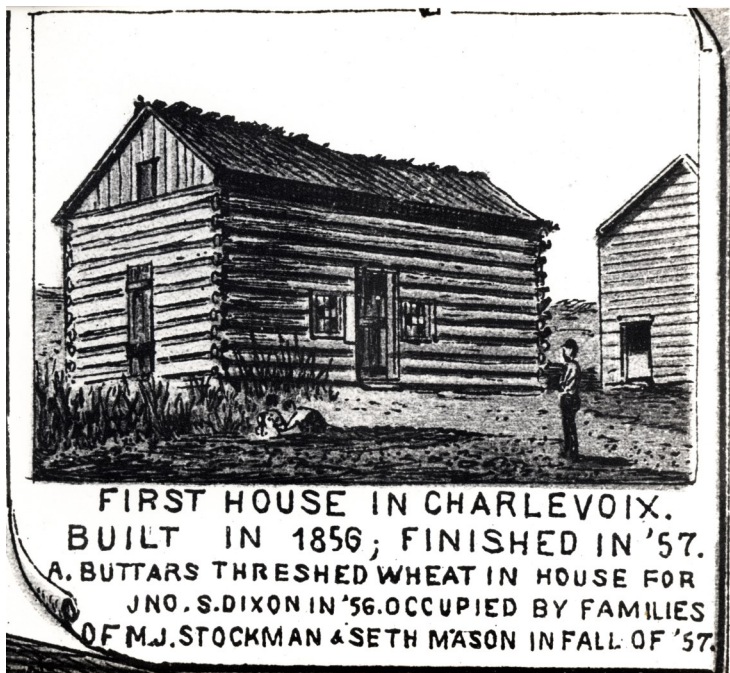 FIRST HOUSE IN CHARLEVOIX.
BUILT IN 1856; FINISHED IN '57.
A. BUTTARS THRESHED WHEAT IN HOUSE FOR
JNO. S. DIXON IN '56. OCCUPIED BY FAMILIES
OF M.J. STOCKMAN & SETH MASON IN FALL OF '57.